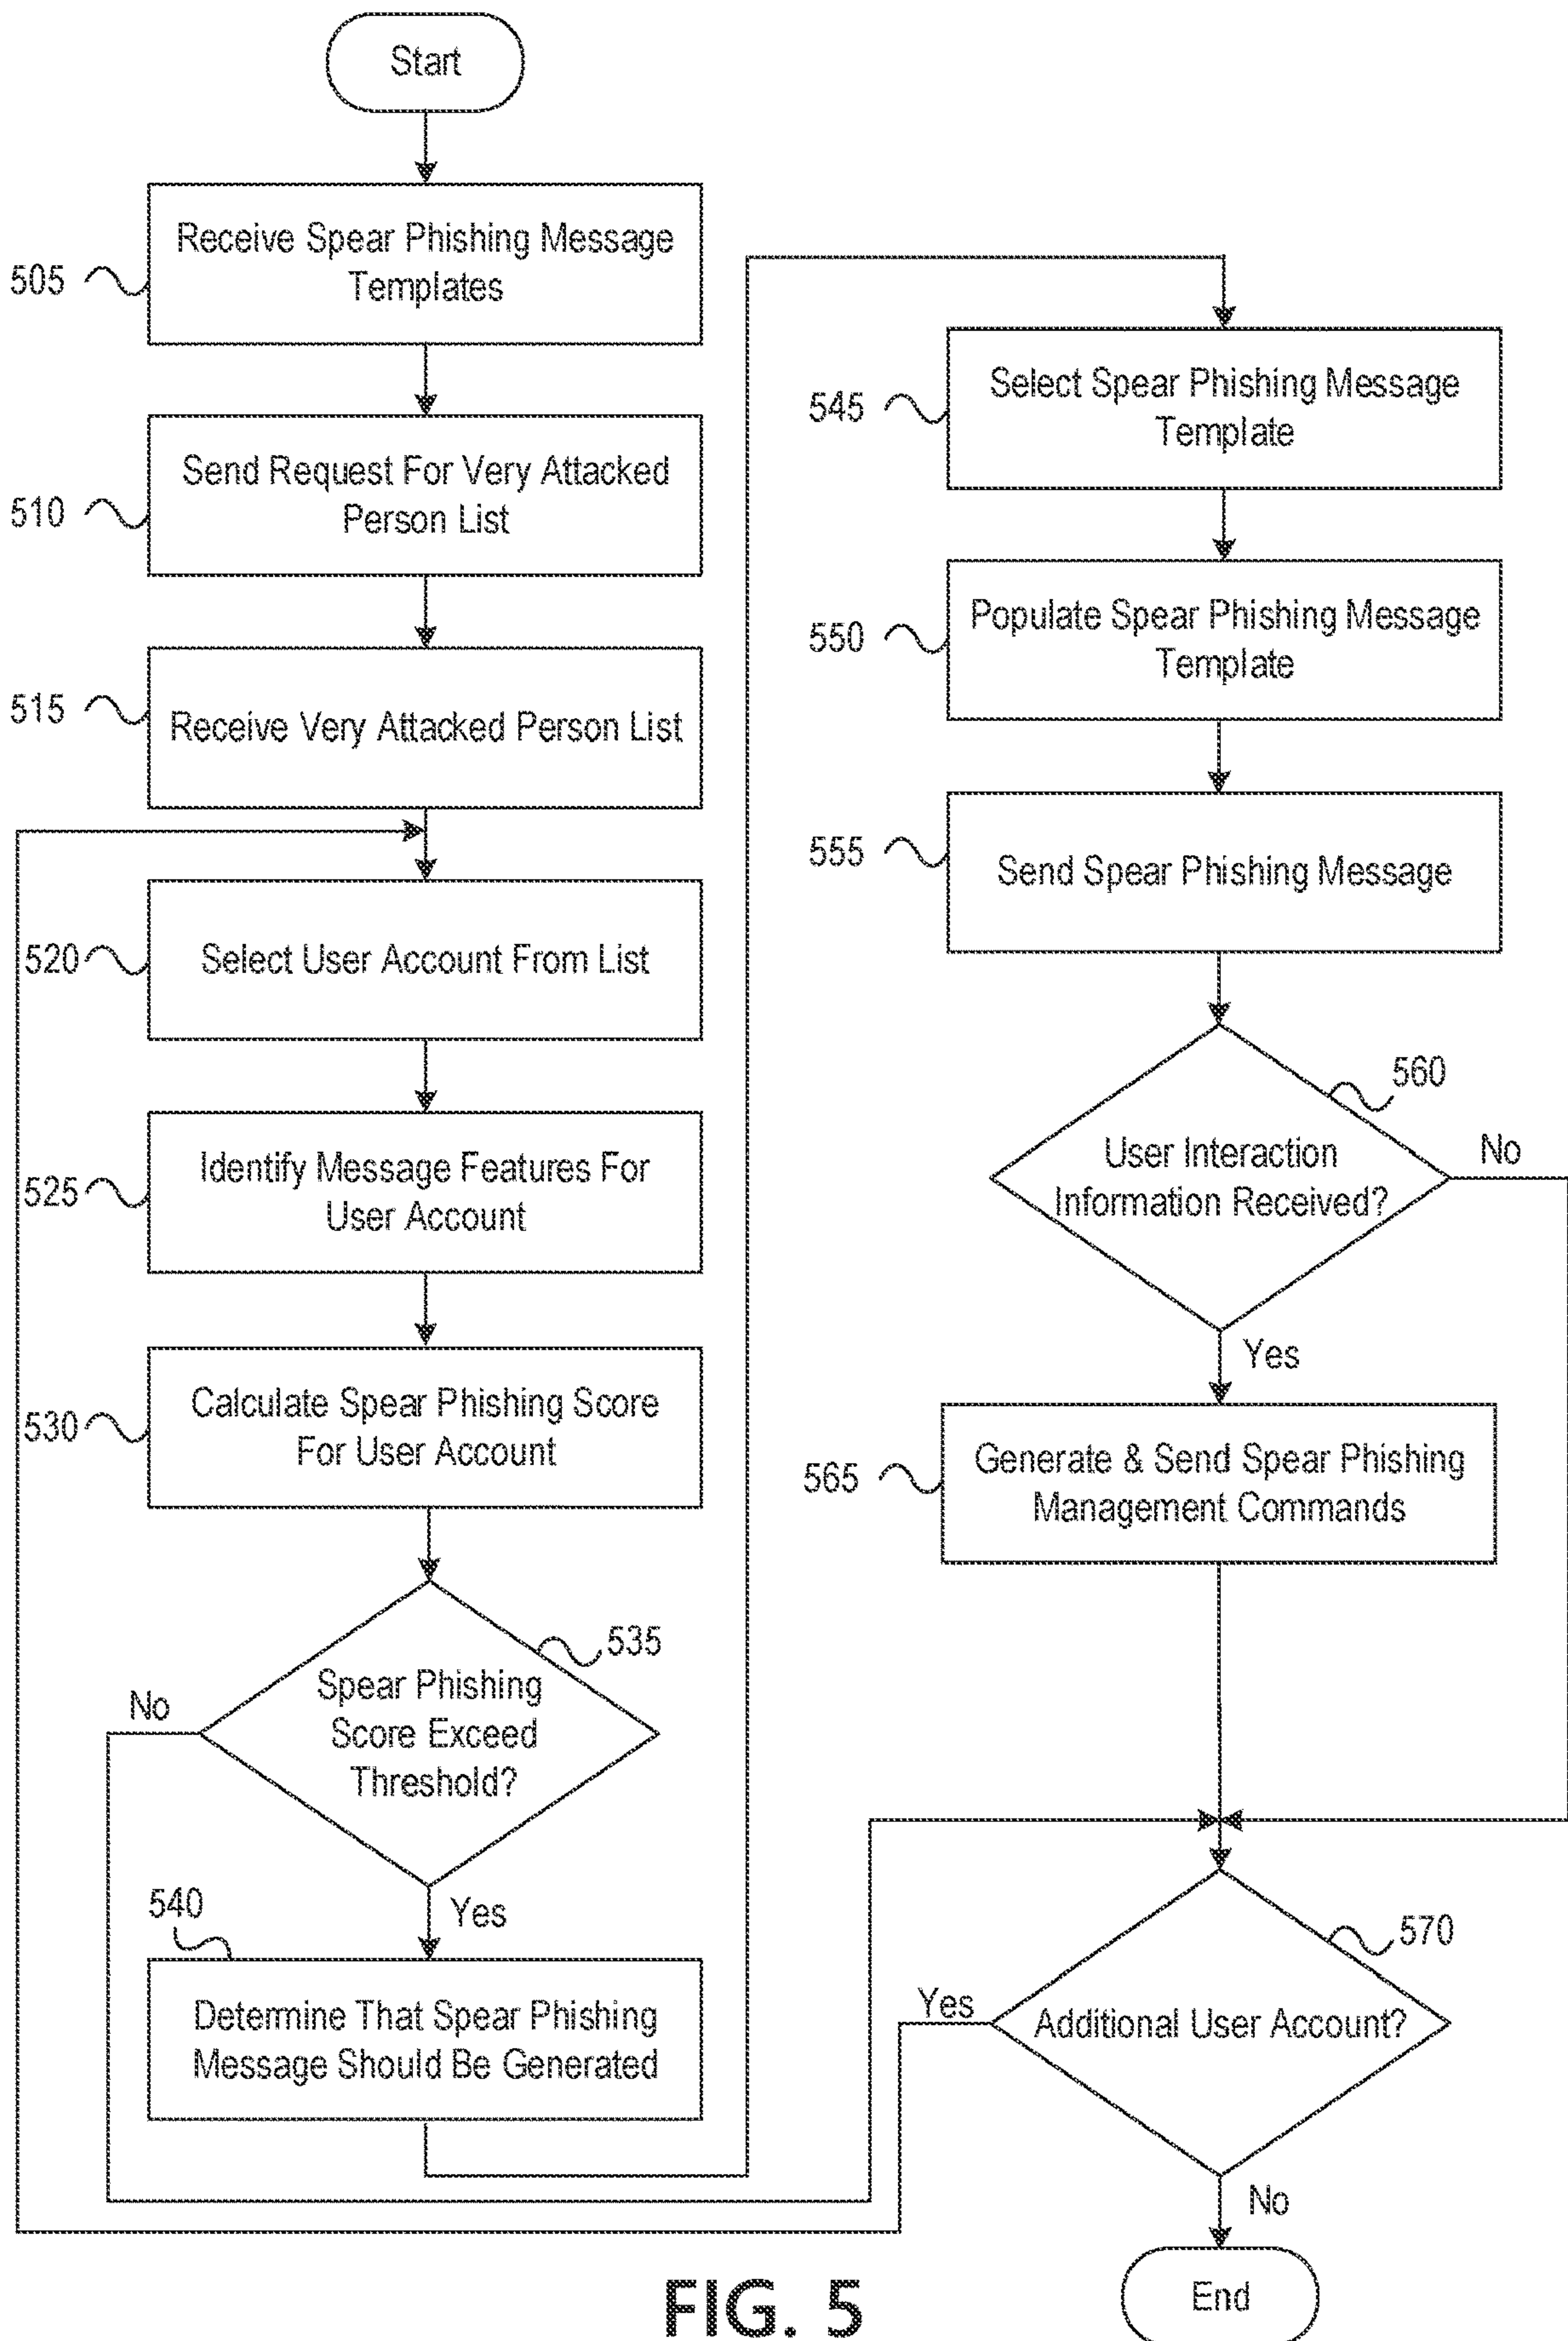 Start
505
Receive Spear Phishing Message
Templates
510
Send Request For Very Attacked
Person List
515
Receive Very Attacked Person List
520
Select User Account From List
525
Identify Message Features For
User Account
530
Calculate Spear Phishing Score
For User Account
535
Spear Phishing
Score Exceed
Threshold?
No
Yes
540
Determine That Spear Phishing
Message Should Be Generated
545
Select Spear Phishing Message
Template
550
Populate Spear Phishing Message
Template
555
Send Spear Phishing Message
560
User Interaction
Information Received?
No
Yes
565
Generate & Send Spear Phishing
Management Commands
570
Additional User Account?
Yes
No
End
FIG. 5